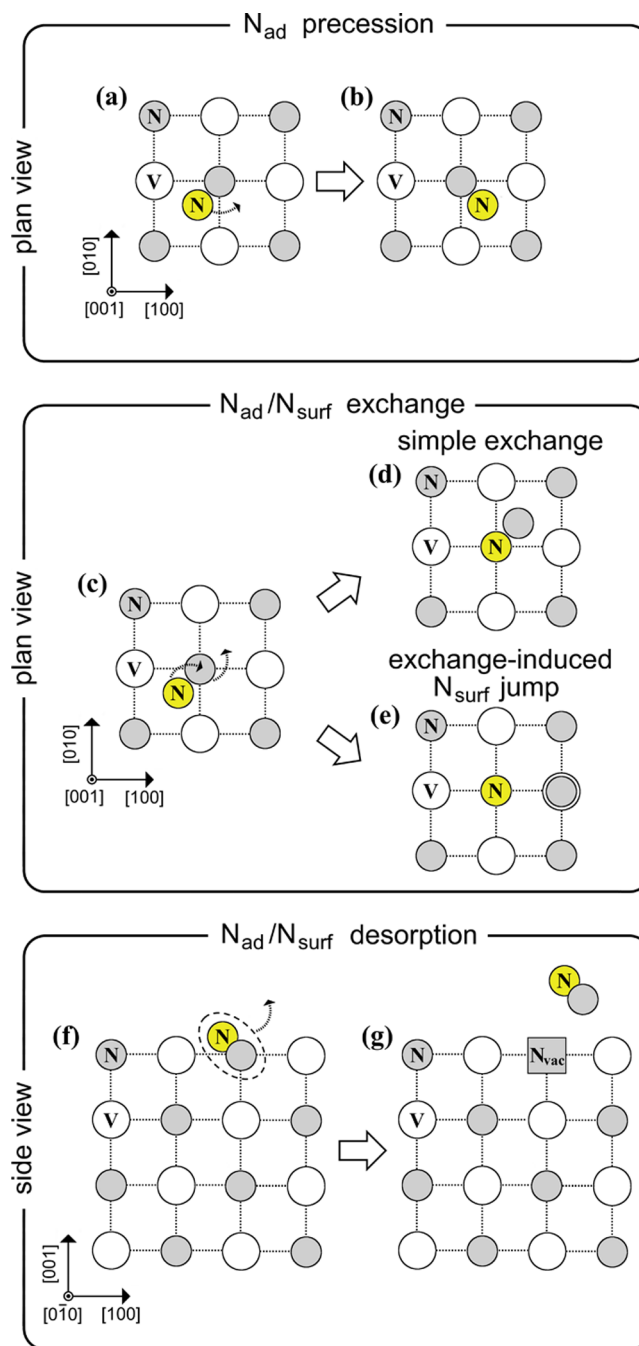 N_ad precession
plan view
(a)
(b)
N
N
V
V
N
N
[010]
[001]
[100]
N_ad/N_surf exchange
plan view
simple exchange
(d)
N
V
N
(c)
N
V
N
[010]
[001]
[100]
exchange-induced
N_surf jump
(e)
N
V
N
N_ad/N_surf desorption
side view
N
(f)
N
(g)
N
N
N_vac
V
V
[001]
[01̄0]
[100]